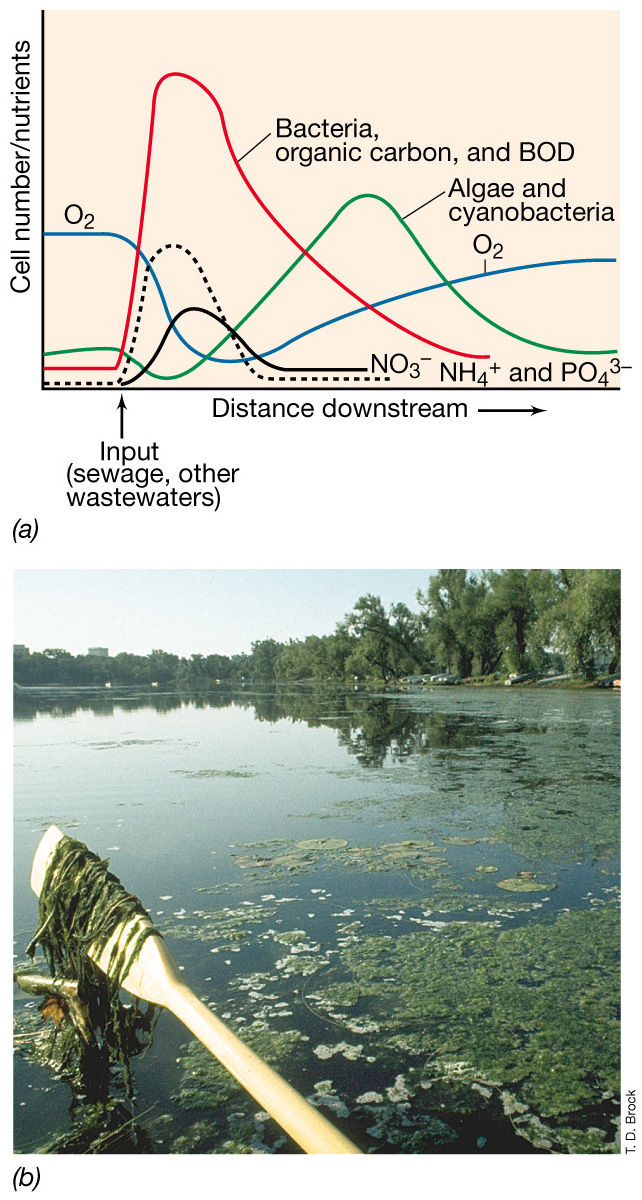 Cell number/nutrients
O₂
Bacteria,
organic carbon, and BOD
Algae and
cyanobacteria
O₂
NO₃⁻
NH₄⁺ and PO₄³⁻
Distance downstream
Input
(sewage, other
wastewaters)
(a)
T. D. Brock
(b)